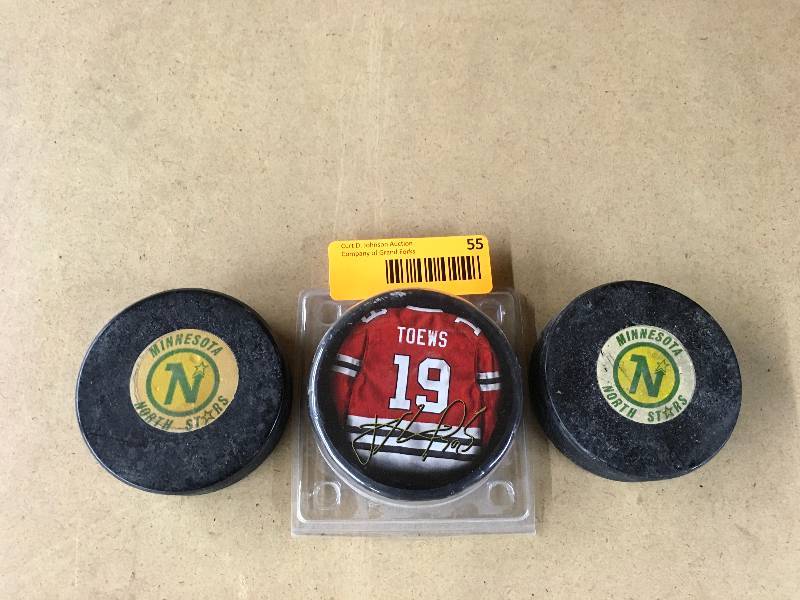 Curt D. Johnson Auction 55
Company of Grand Forks
MINNESOTA
N
NORTH STARS
TOEWS
19
MINNESOTA
N
NORTH STARS